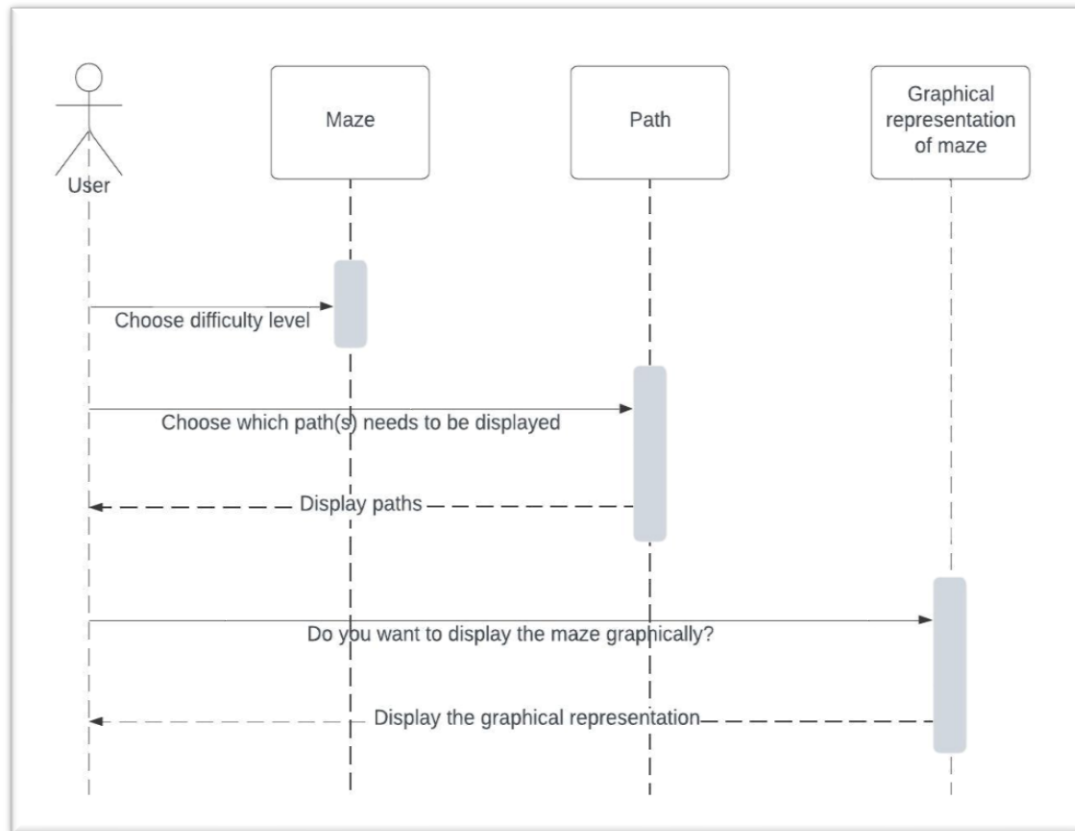 User
Maze
Path
Graphical
representation
of maze
Choose difficulty level
Choose which path(s) needs to be displayed
Display paths
Do you want to display the maze graphically?
Display the graphical representation